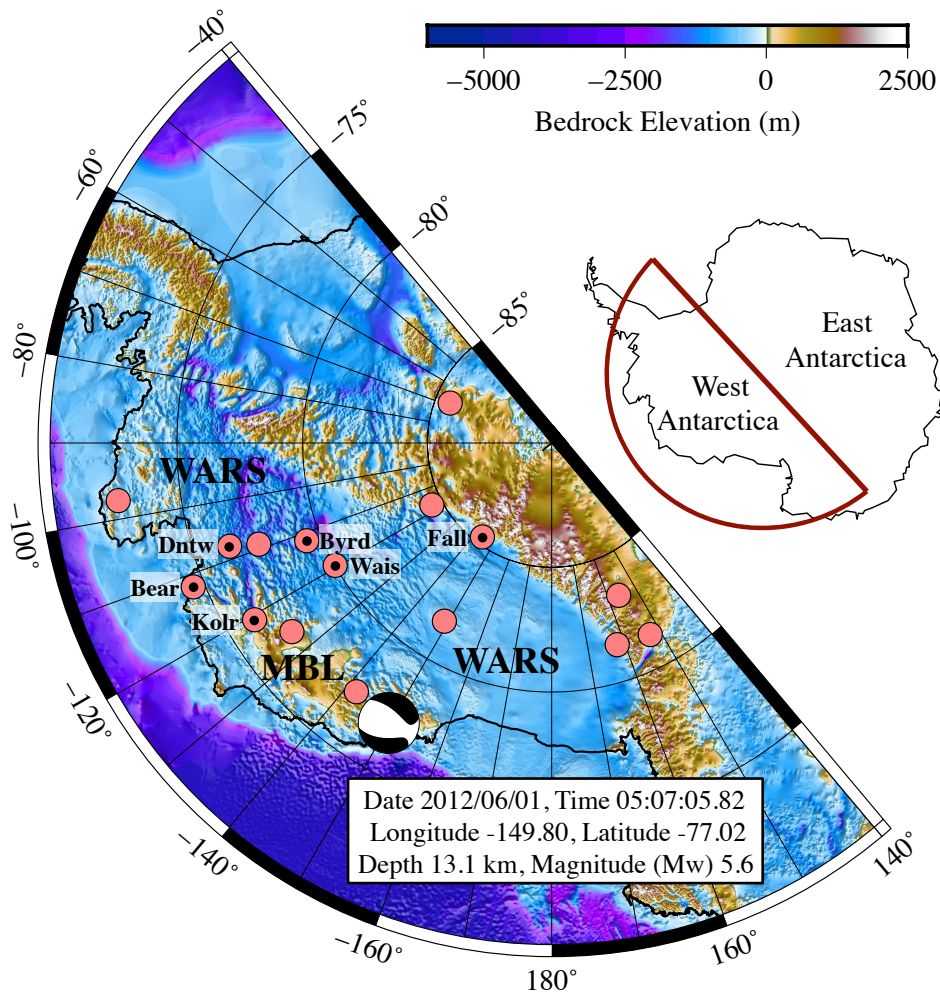 −5000 −2500 0 2500
Bedrock Elevation (m)
−40°
−75°
−60°
−80°
−85°
−80°
East
Antarctica
West
Antarctica
WARS
−100°
Dntw
Byrd
Fall
Wais
Bear
Kolr
MBL
WARS
−120°
Date 2012/06/01, Time 05:07:05.82
Longitude -149.80, Latitude -77.02
Depth 13.1 km, Magnitude (Mw) 5.6
−140°
140°
−160°
160°
180°